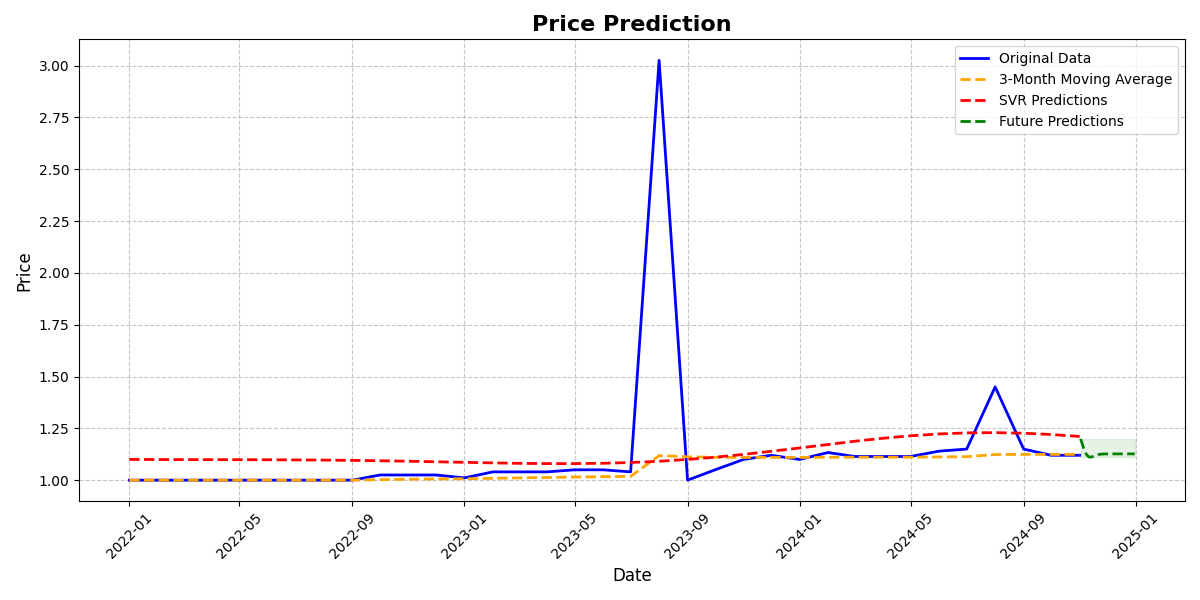 Price Prediction
Original Data
3-Month Moving Average
SVR Predictions
Future Predictions
Price
3.00
2.75
2.50
2.25
2.00
1.75
1.50
1.25
1.00
2022-01
2022-05
2022-09
2023-01
2023-05
2023-09
2024-01
2024-05
2024-09
2025-01
Date